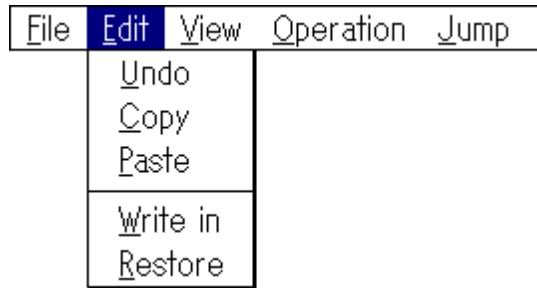 File Edit View Operation Jump
Undo
Copy
Paste
Write in
Restore